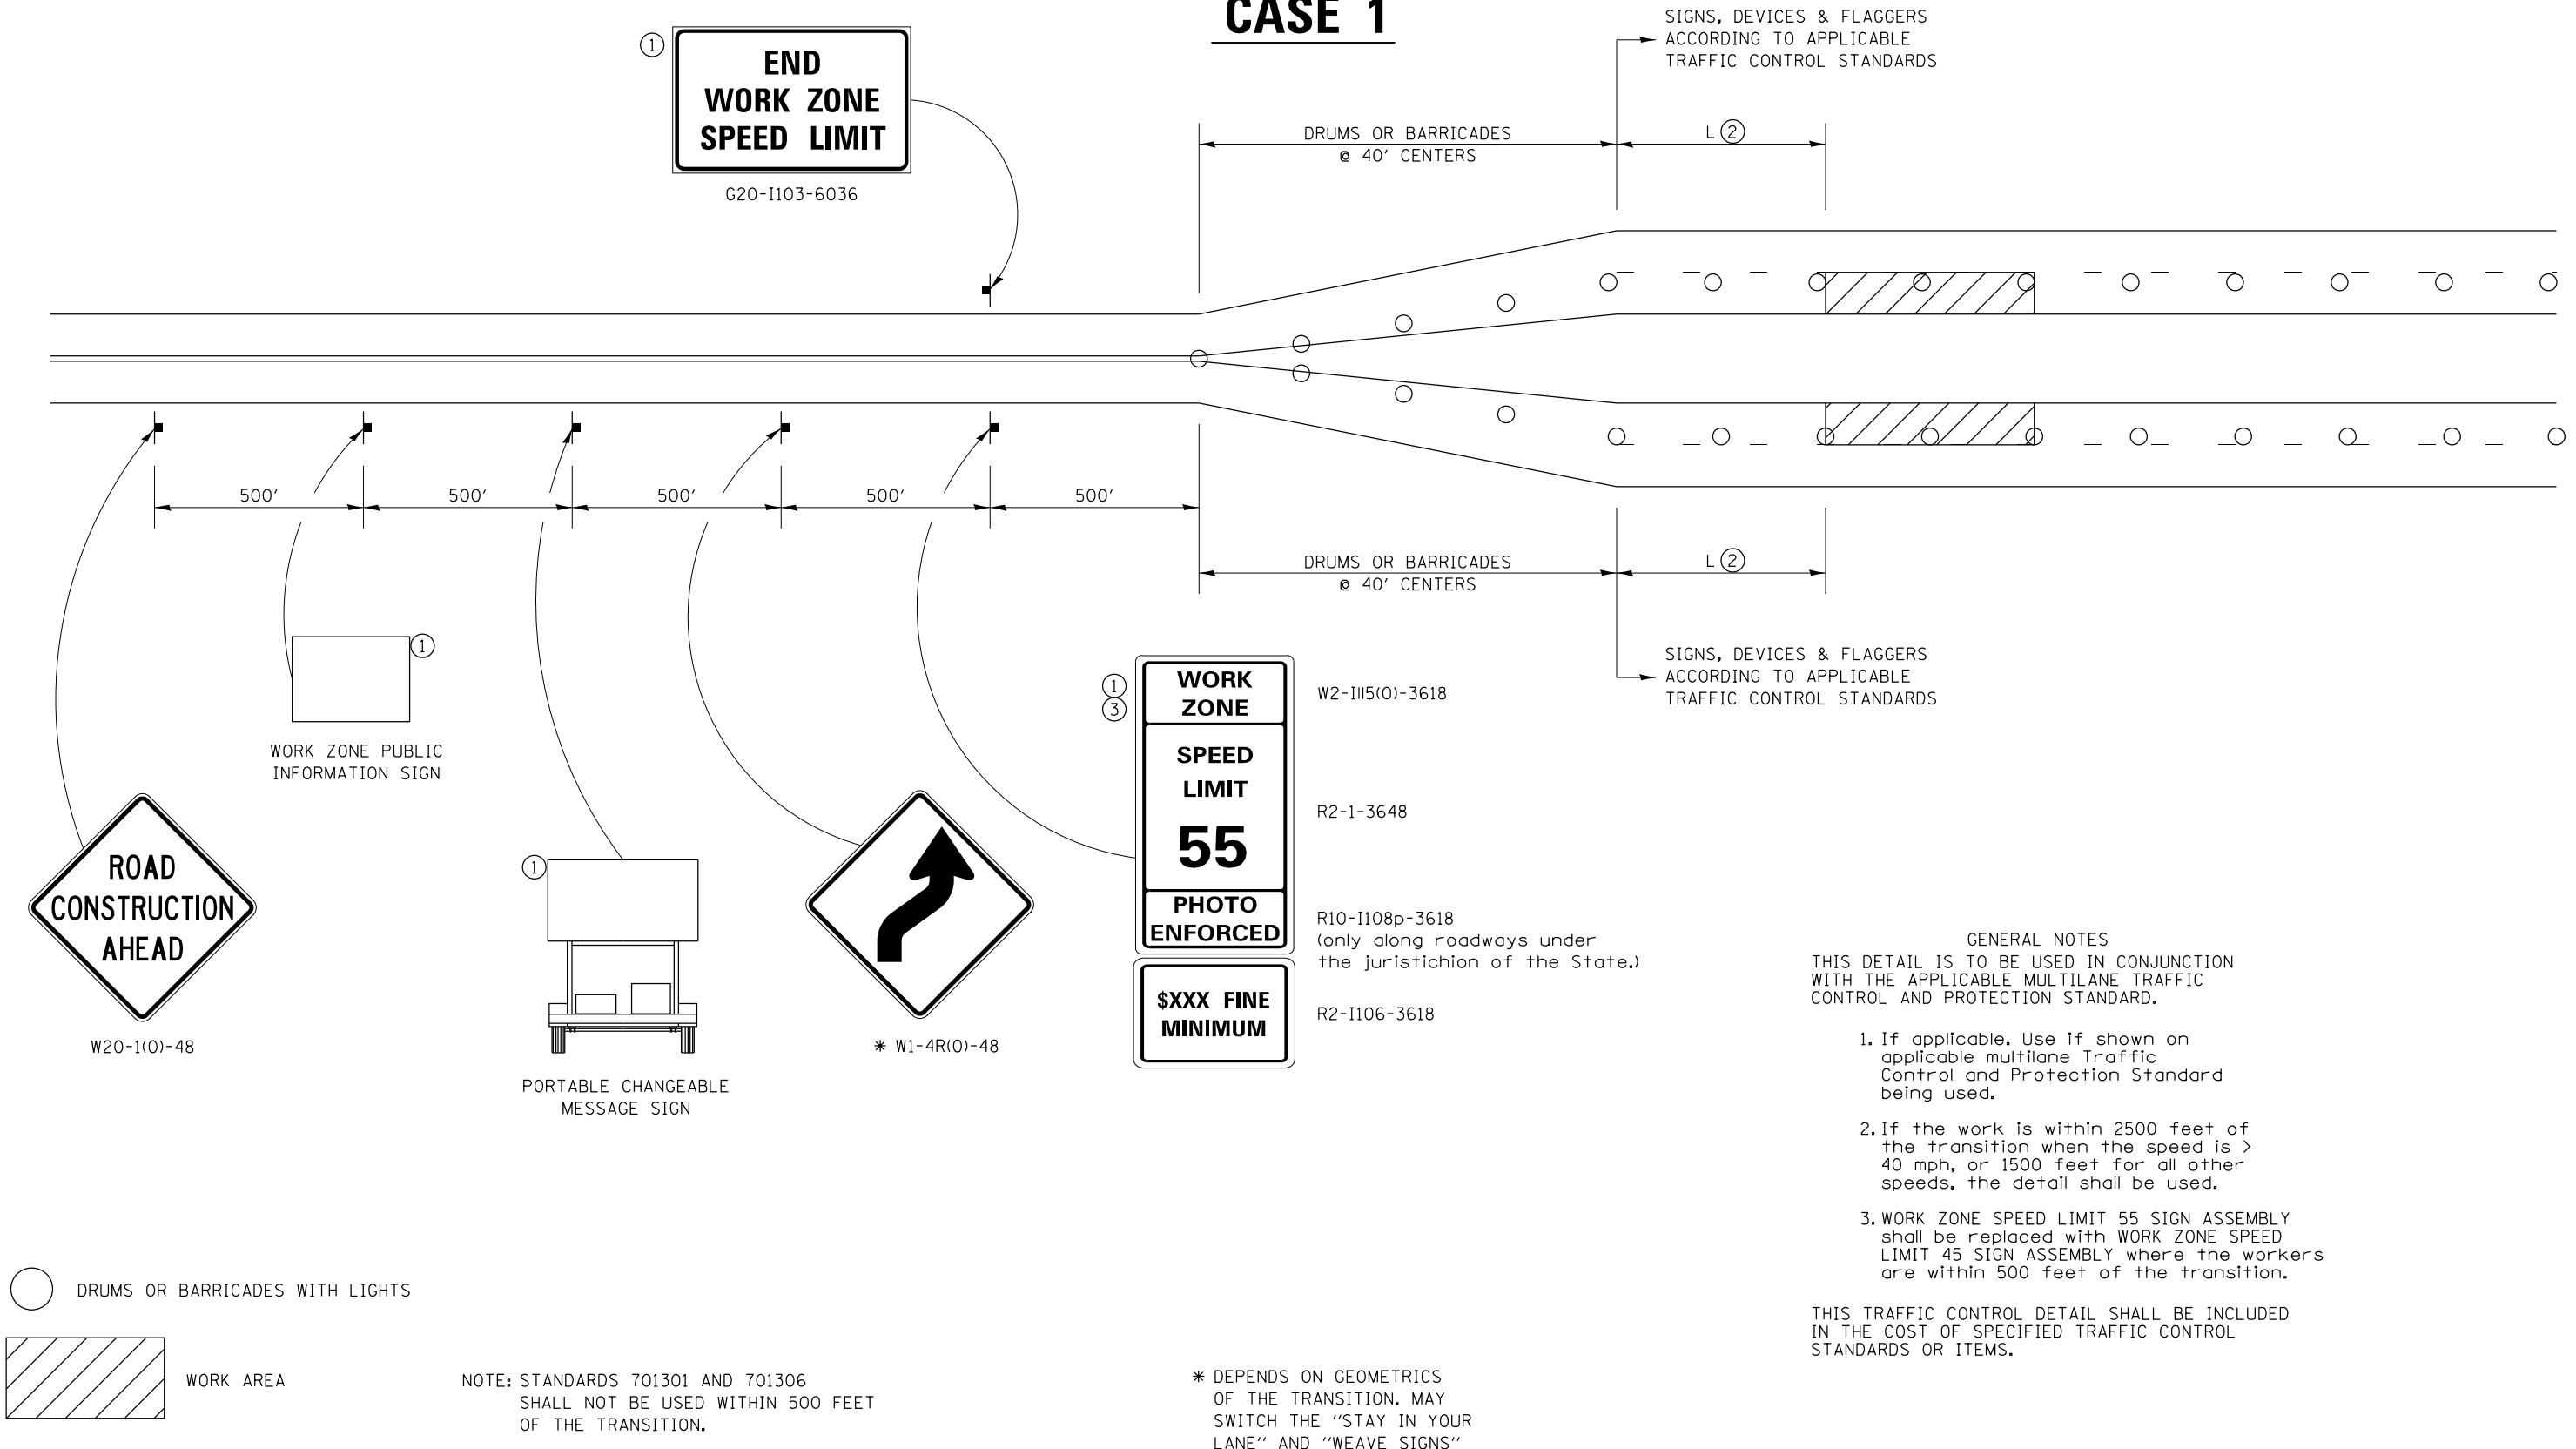 CASE 1
①
END
WORK ZONE
SPEED LIMIT
G20-I103-6036
SIGNS, DEVICES & FLAGGERS
ACCORDING TO APPLICABLE
TRAFFIC CONTROL STANDARDS
DRUMS OR BARRICADES
@ 40' CENTERS
L ②
500'
500'
500'
500'
500'
DRUMS OR BARRICADES
@ 40' CENTERS
L ②
SIGNS, DEVICES & FLAGGERS
ACCORDING TO APPLICABLE
TRAFFIC CONTROL STANDARDS
ROAD
CONSTRUCTION
AHEAD
W20-1(O)-48
①
WORK ZONE PUBLIC
INFORMATION SIGN
①
PORTABLE CHANGEABLE
MESSAGE SIGN
* W1-4R(O)-48
①
③
WORK
ZONE
W2-I115(O)-3618
SPEED
LIMIT
55
R2-1-3648
PHOTO
ENFORCED
R10-I108p-3618
(only along roadways under
the juristichion of the State.)
$XXX FINE
MINIMUM
R2-I106-3618
GENERAL NOTES
THIS DETAIL IS TO BE USED IN CONJUNCTION
WITH THE APPLICABLE MULTILANE TRAFFIC
CONTROL AND PROTECTION STANDARD.
1. If applicable. Use if shown on
applicable multilane Traffic
Control and Protection Standard
being used.
2. If the work is within 2500 feet of
the transition when the speed is >
40 mph, or 1500 feet for all other
speeds, the detail shall be used.
3. WORK ZONE SPEED LIMIT 55 SIGN ASSEMBLY
shall be replaced with WORK ZONE SPEED
LIMIT 45 SIGN ASSEMBLY where the workers
are within 500 feet of the transition.
THIS TRAFFIC CONTROL DETAIL SHALL BE INCLUDED
IN THE COST OF SPECIFIED TRAFFIC CONTROL
STANDARDS OR ITEMS.
DRUMS OR BARRICADES WITH LIGHTS
WORK AREA
NOTE: STANDARDS 701301 AND 701306
SHALL NOT BE USED WITHIN 500 FEET
OF THE TRANSITION.
* DEPENDS ON GEOMETRICS
OF THE TRANSITION. MAY
SWITCH THE "STAY IN YOUR
LANE" AND "WEAVE SIGNS"